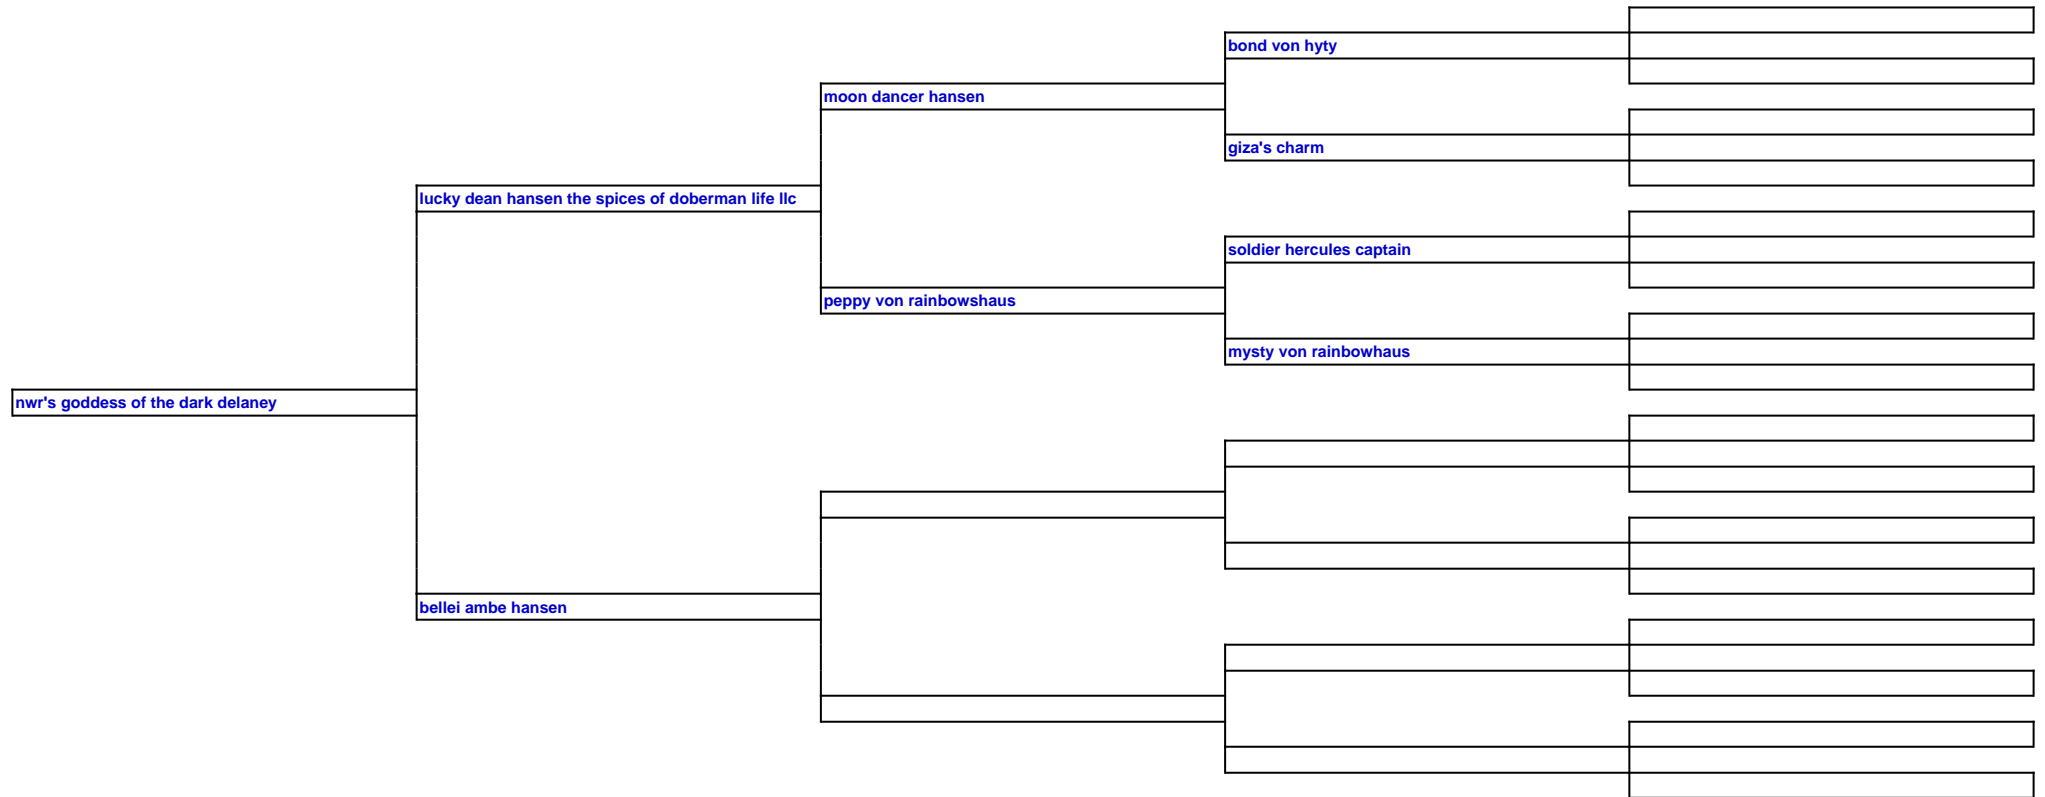 bond von hyty
moon dancer hansen
giza's charm
lucky dean hansen the spices of doberman life llc
soldier hercules captain
peppy von rainbowshaus
mysty von rainbowhaus
nwr's goddess of the dark delaney
bellei ambe hansen